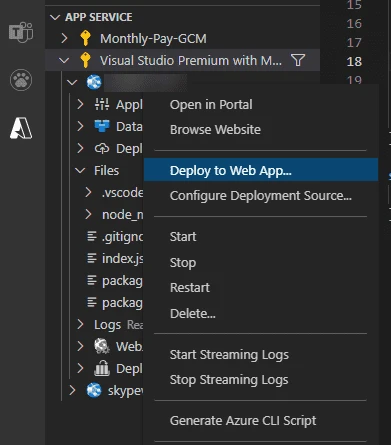 APP SERVICE
Monthly-Pay-GCM
Visual Studio Premium with M...
Appl
Data
Depl
Files
.vscode
node_m
.gitigno
index.js
packag
packag
Logs Rea
Web
Depl
skypew
Open in Portal
Browse Website
Deploy to Web App...
Configure Deployment Source...
Start
Stop
Restart
Delete...
Start Streaming Logs
Stop Streaming Logs
Generate Azure CLI Script
15
16
17
18
19
20